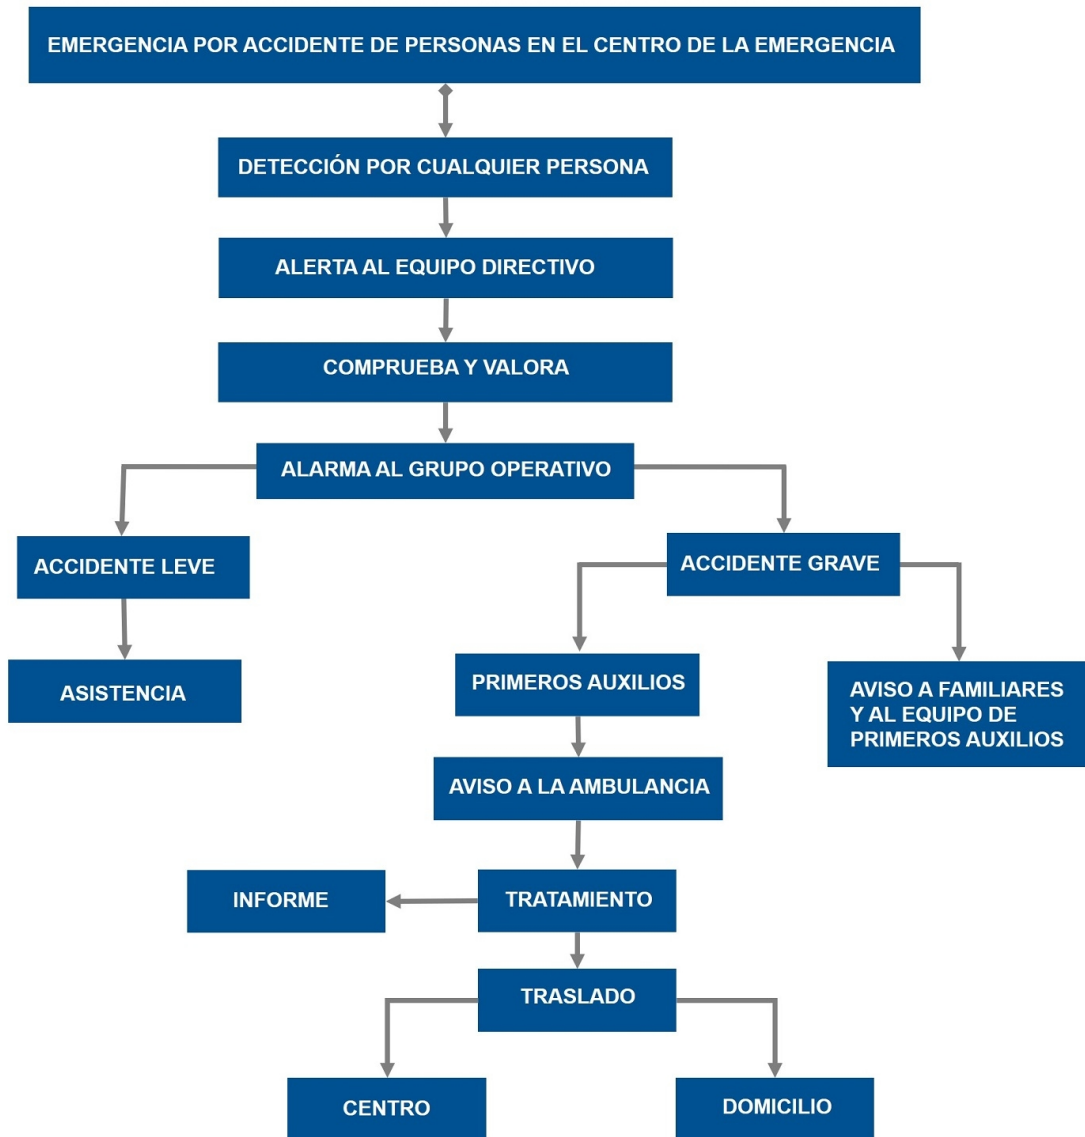 EMERGENCIA POR ACCIDENTE DE PERSONAS EN EL CENTRO DE LA EMERGENCIA
DETECCIÓN POR CUALQUIER PERSONA
ALERTA AL EQUIPO DIRECTIVO
COMPRUEBA Y VALORA
ALARMA AL GRUPO OPERATIVO
ACCIDENTE LEVE
ACCIDENTE GRAVE
ASISTENCIA
PRIMEROS AUXILIOS
AVISO A FAMILIARES
Y AL EQUIPO DE
PRIMEROS AUXILIOS
AVISO A LA AMBULANCIA
INFORME
TRATAMIENTO
TRASLADO
CENTRO
DOMICILIO